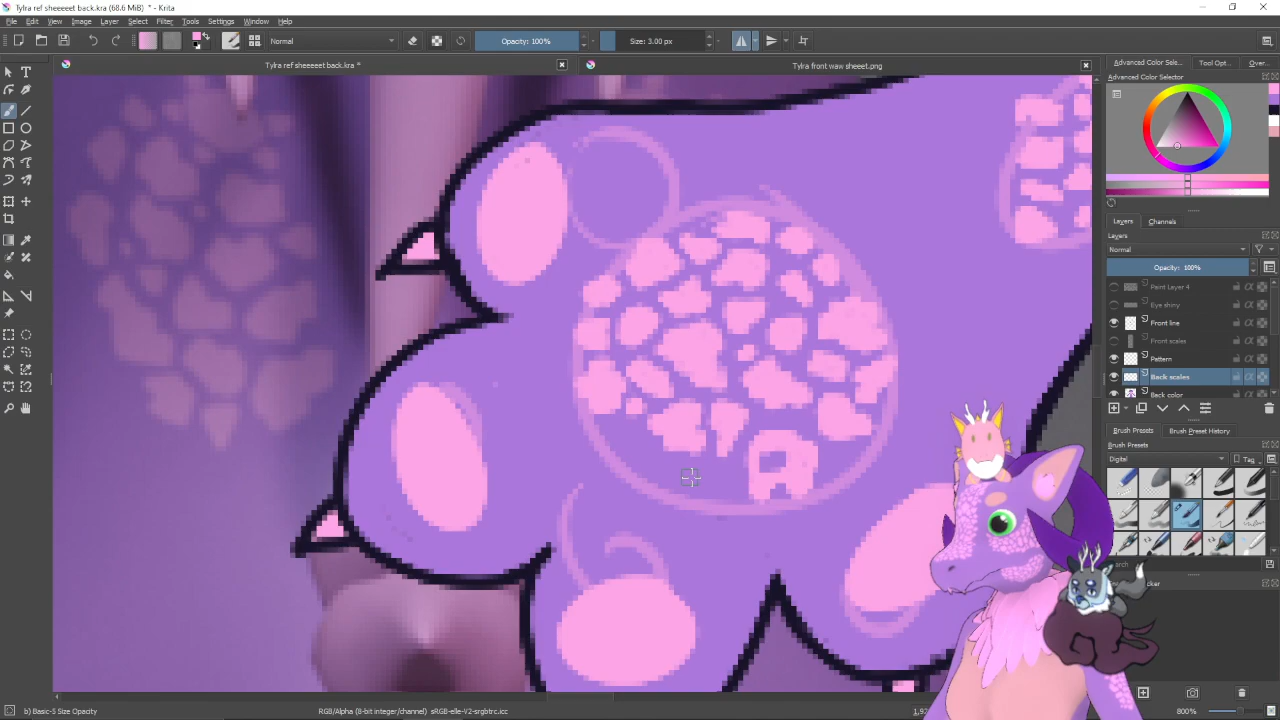 Tylra ref sheeeeet back.kra (68.6 MiB) * - Krita
File Edit View Image Layer Select Filter Tools Settings Window Help
Normal
Opacity: 100%
Size: 3.00 px
Tylra ref sheeeeet back.kra *
Tylra front waw sheeet.png
Advanced Color Sele...
Tool Opt...
Over...
Advanced Color Selector
Layers
Channels
Layers
Normal
Opacity: 100%
Paint Layer 4
Eye shiny
Front line
Front scales
Pattern
Back scales
Back color
Brush Presets
Brush Preset History
Brush Presets
Digital
Tag
arch
b) Basic-5 Size Opacity
RGB/Alpha (8-bit integer/channel) sRGB-elle-V2-srgbtrc.icc
800%